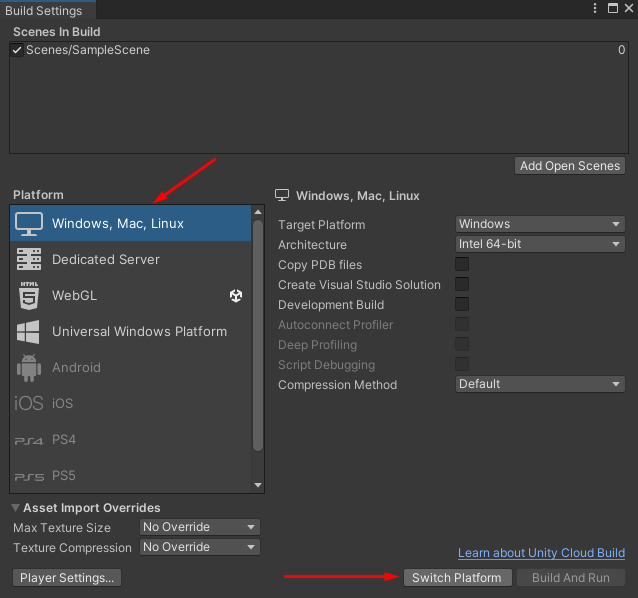 Build Settings
Scenes In Build
Scenes/SampleScene 0
Add Open Scenes
Platform
Windows, Mac, Linux
Dedicated Server
HTML 5 WebGL
Universal Windows Platform
Android
iOS iOS
PS4 PS4
PS5 PS5
Windows, Mac, Linux
Target Platform Windows
Architecture Intel 64-bit
Copy PDB files
Create Visual Studio Solution
Development Build
Autoconnect Profiler
Deep Profiling
Script Debugging
Compression Method Default
Asset Import Overrides
Max Texture Size No Override
Texture Compression No Override
Learn about Unity Cloud Build
Player Settings... Switch Platform Build And Run